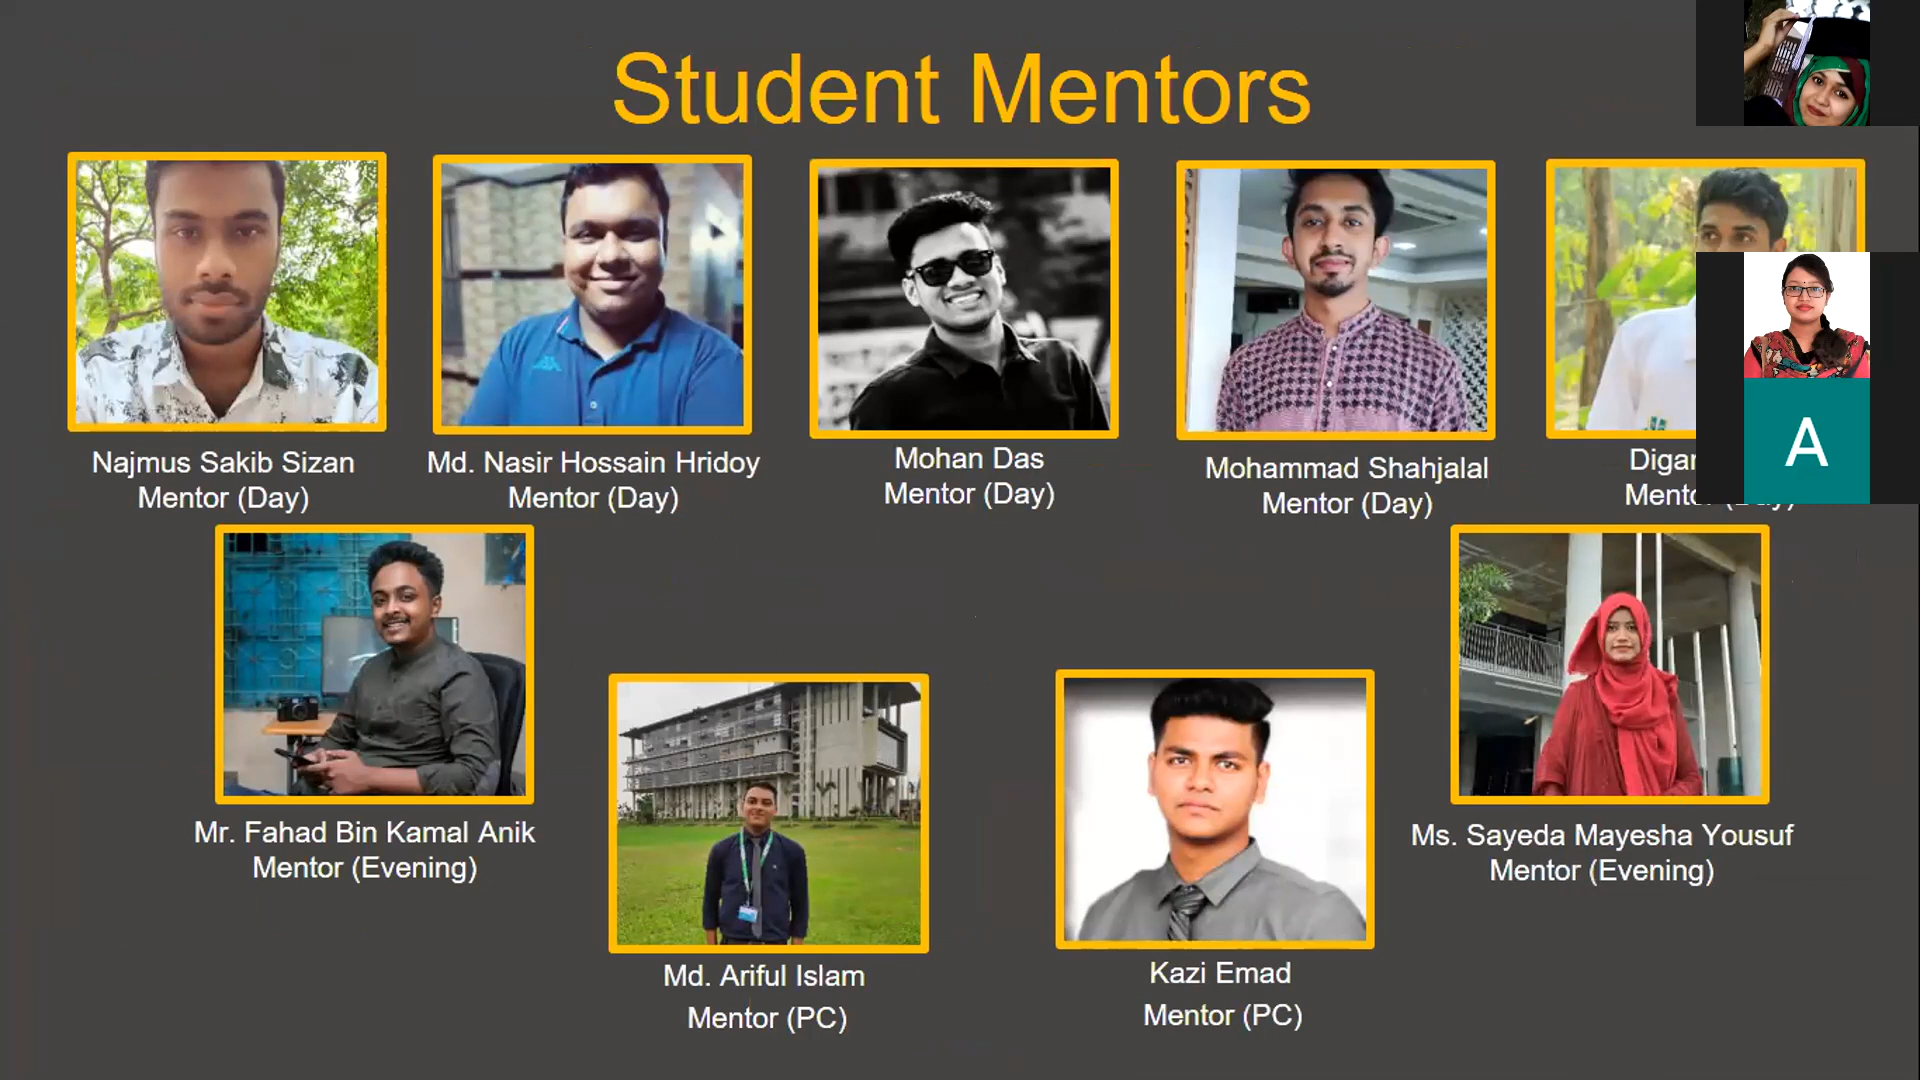 Student Mentors
Najmus Sakib Sizan
Mentor (Day)
Md. Nasir Hossain Hridoy
Mentor (Day)
Mohan Das
Mentor (Day)
Mohammad Shahjalal
Mentor (Day)
A
Mr. Fahad Bin Kamal Anik
Mentor (Evening)
Md. Ariful Islam
Mentor (PC)
Kazi Emad
Mentor (PC)
Ms. Sayeda Mayesha Yousuf
Mentor (Evening)